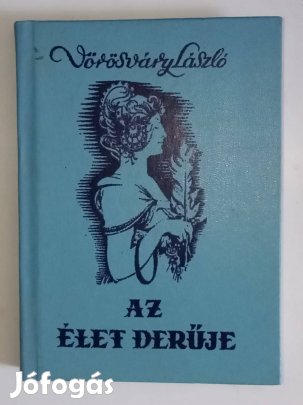 Vörösváry László
AZ
ÉLET DERŰJE
Jófogás